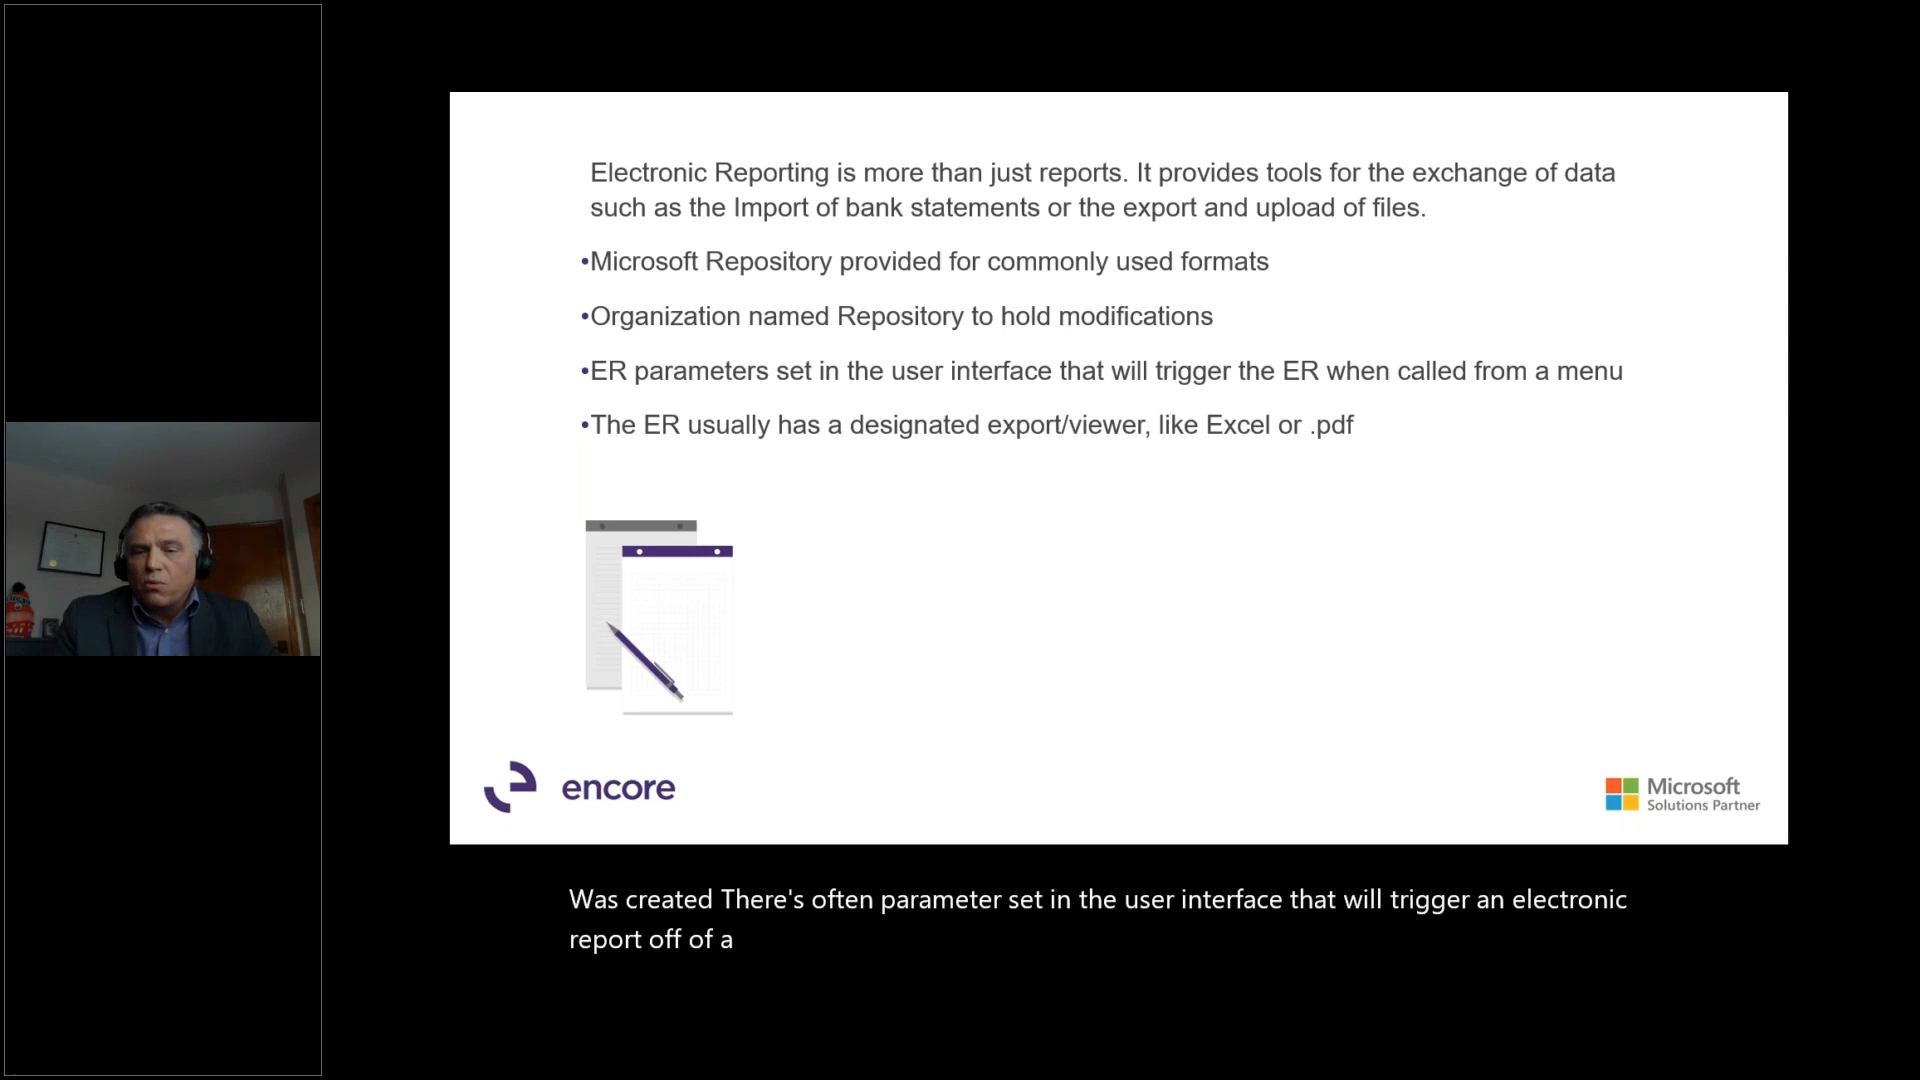 Electronic Reporting is more than just reports. It provides tools for the exchange of data
such as the Import of bank statements or the export and upload of files.
•Microsoft Repository provided for commonly used formats
•Organization named Repository to hold modifications
•ER parameters set in the user interface that will trigger the ER when called from a menu
•The ER usually has a designated export/viewer, like Excel or .pdf
encore
Microsoft
Solutions Partner
Was created There's often parameter set in the user interface that will trigger an electronic
report off of a